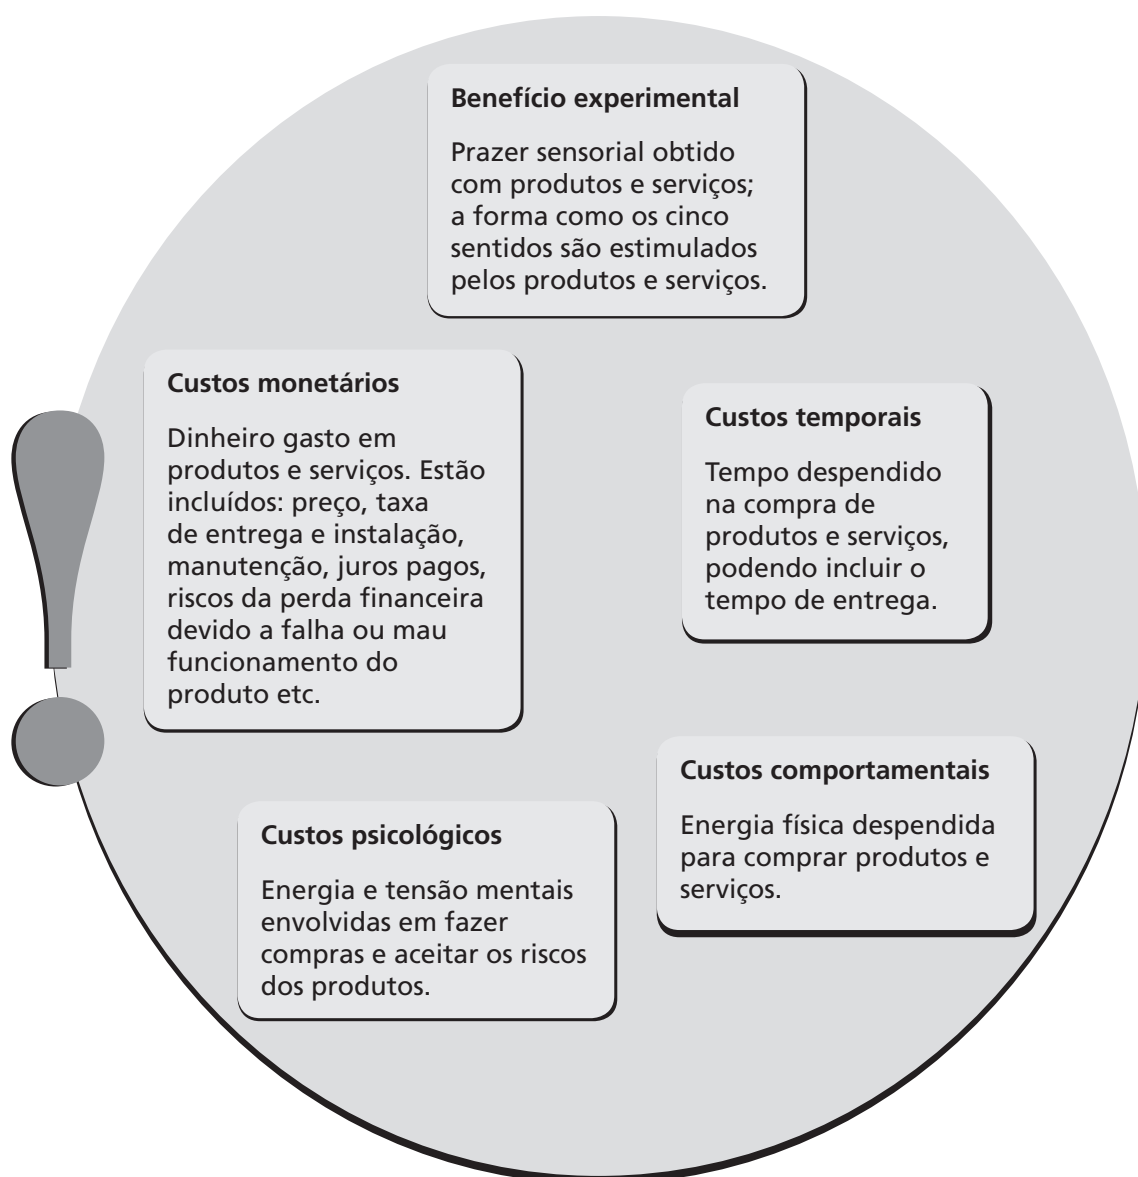 Benefício experimental
Prazer sensorial obtido
com produtos e serviços;
a forma como os cinco
sentidos são estimulados
pelos produtos e serviços.
Custos monetários
Dinheiro gasto em
produtos e serviços. Estão
incluídos: preço, taxa
de entrega e instalação,
manutenção, juros pagos,
riscos da perda financeira
devido a falha ou mau
funcionamento do
produto etc.
Custos temporais
Tempo despendido
na compra de
produtos e serviços,
podendo incluir o
tempo de entrega.
Custos comportamentais
Energia física despendida
para comprar produtos e
serviços.
Custos psicológicos
Energia e tensão mentais
envolvidas em fazer
compras e aceitar os riscos
dos produtos.